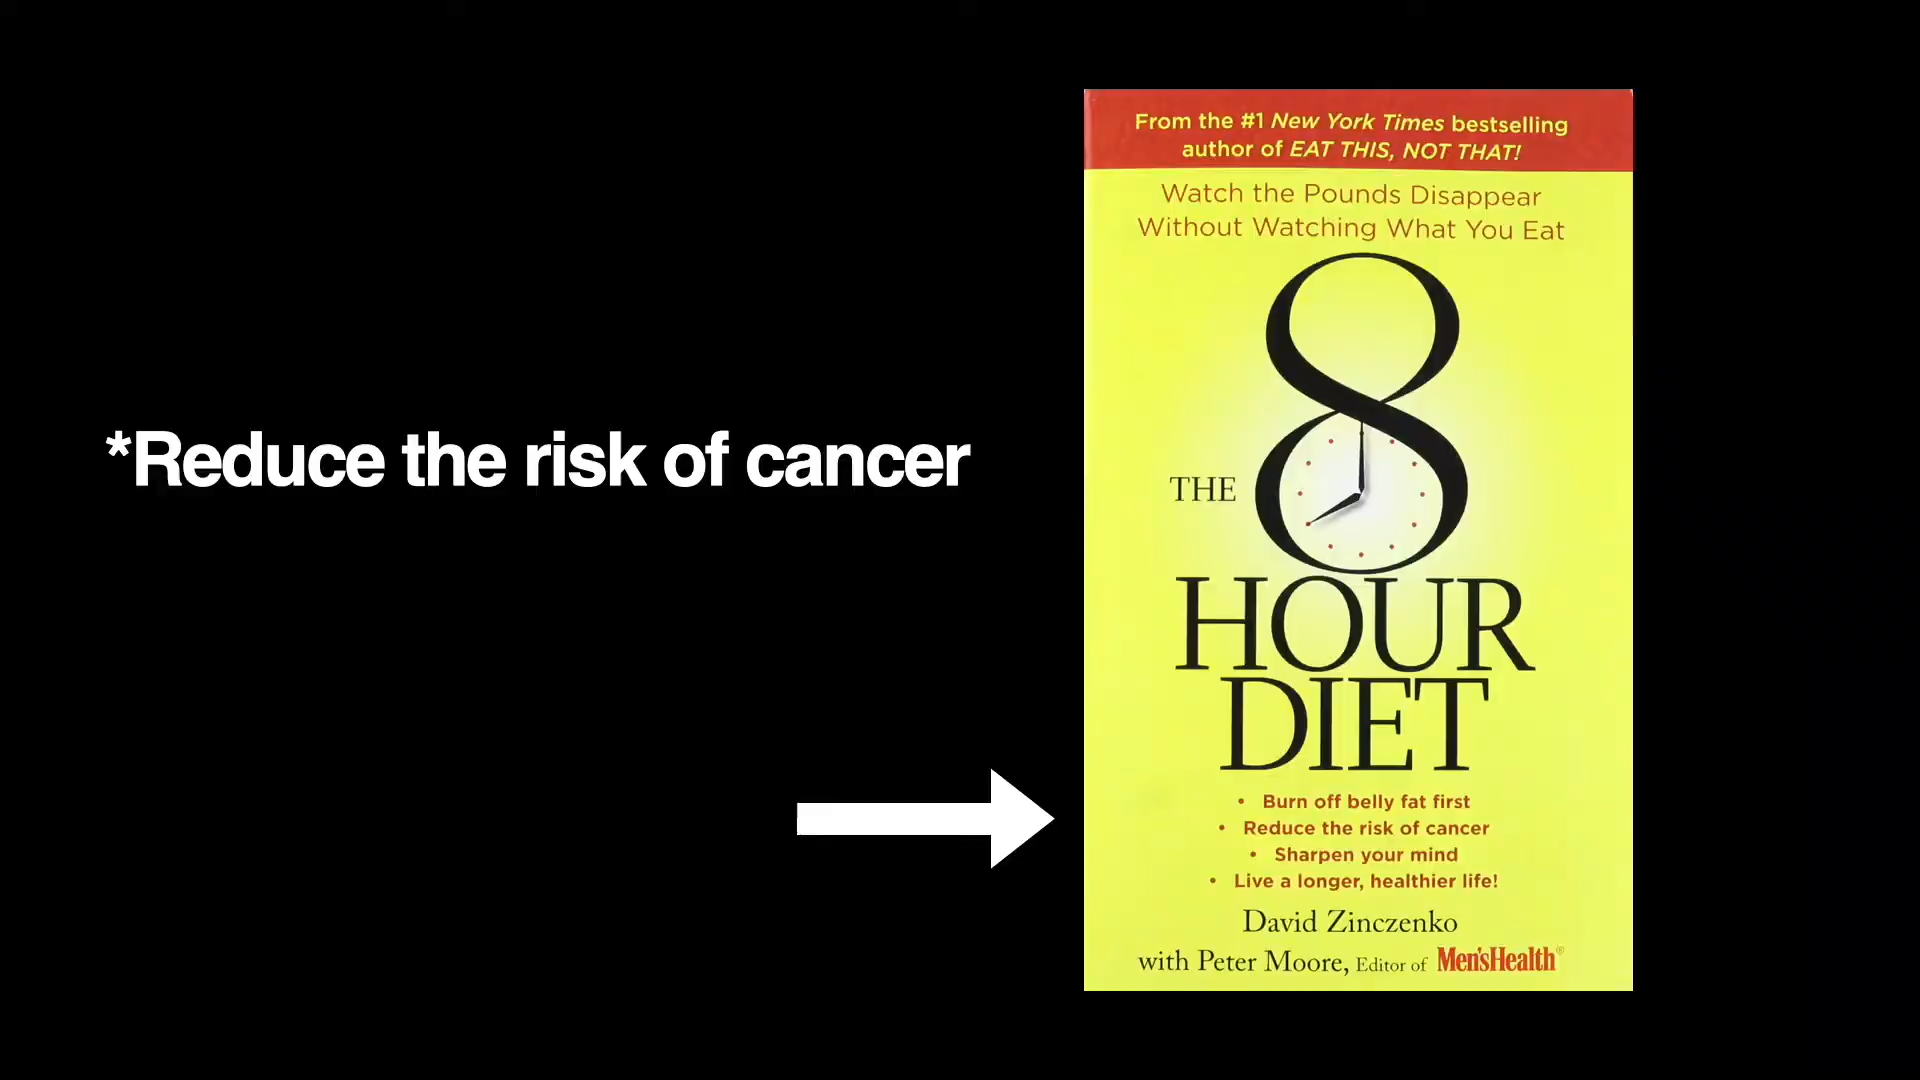 *Reduce the risk of cancer
From the #1 New York Times bestselling
author of EAT THIS, NOT THAT!
Watch the Pounds Disappear
Without Watching What You Eat
THE 8
HOUR
DIET
• Burn off belly fat first
• Reduce the risk of cancer
• Sharpen your mind
• Live a longer, healthier life!
David Zinczenko
with Peter Moore, Editor of Men'sHealth®